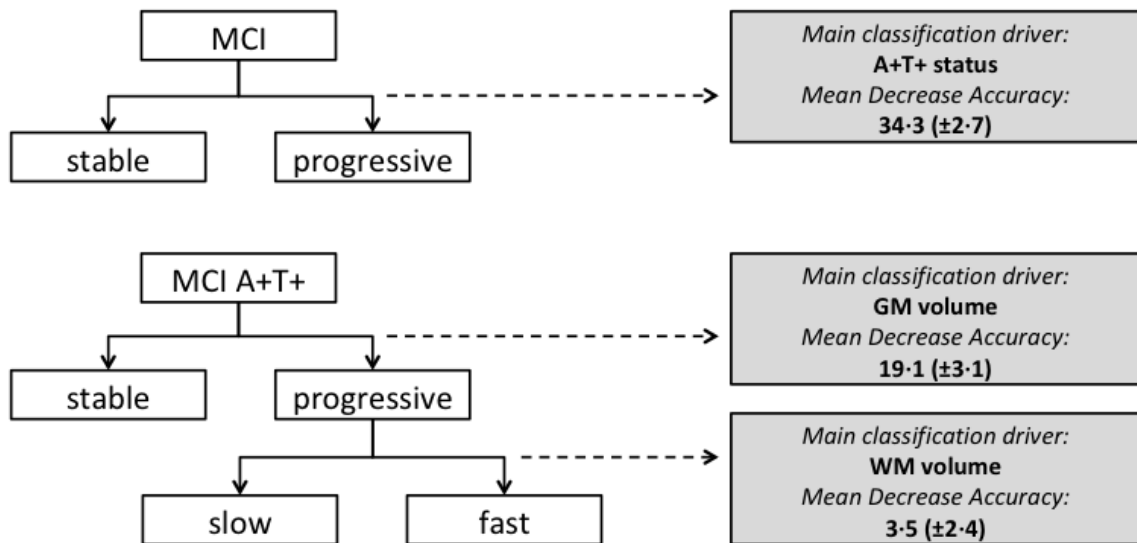 MCI
stable
progressive
Main classification driver:
A+T+ status
Mean Decrease Accuracy:
34·3 (±2·7)
MCI A+T+
stable
progressive
slow
fast
Main classification driver:
GM volume
Mean Decrease Accuracy:
19·1 (±3·1)
Main classification driver:
WM volume
Mean Decrease Accuracy:
3·5 (±2·4)